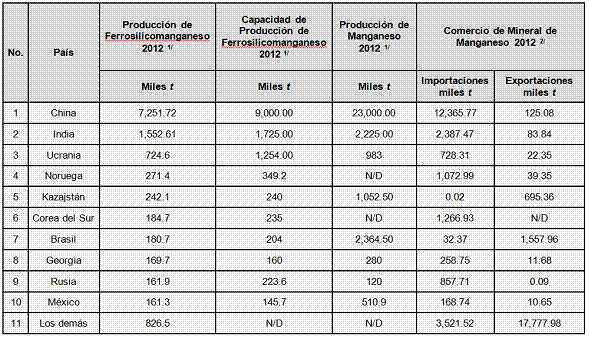 No. País Producción de Ferrosilicomanganeso 2012 1/ Capacidad de Producción de Ferrosilicomanganeso 2012 1/ Producción de Manganeso 2012 1/ Comercio de Mineral de Manganeso 2012 2/
Miles t Miles t Miles t Importaciones miles t Exportaciones miles t
1 China 7,251.72 9,000.00 23,000.00 12,365.77 125.08
2 India 1,552.61 1,725.00 2,225.00 2,387.47 83.84
3 Ucrania 724.6 1,254.00 983 728.31 22.35
4 Noruega 271.4 349.2 N/D 1,072.99 39.35
5 Kazajstán 242.1 240 1,052.50 0.02 695.36
6 Corea del Sur 184.7 235 N/D 1,266.93 N/D
7 Brasil 180.7 204 2,364.50 32.37 1,557.96
8 Georgia 169.7 160 280 258.75 11.68
9 Rusia 161.9 223.6 120 857.71 0.09
10 México 161.3 145.7 510.9 168.74 10.65
11 Los demás 826.5 N/D N/D 3,521.52 17,777.98